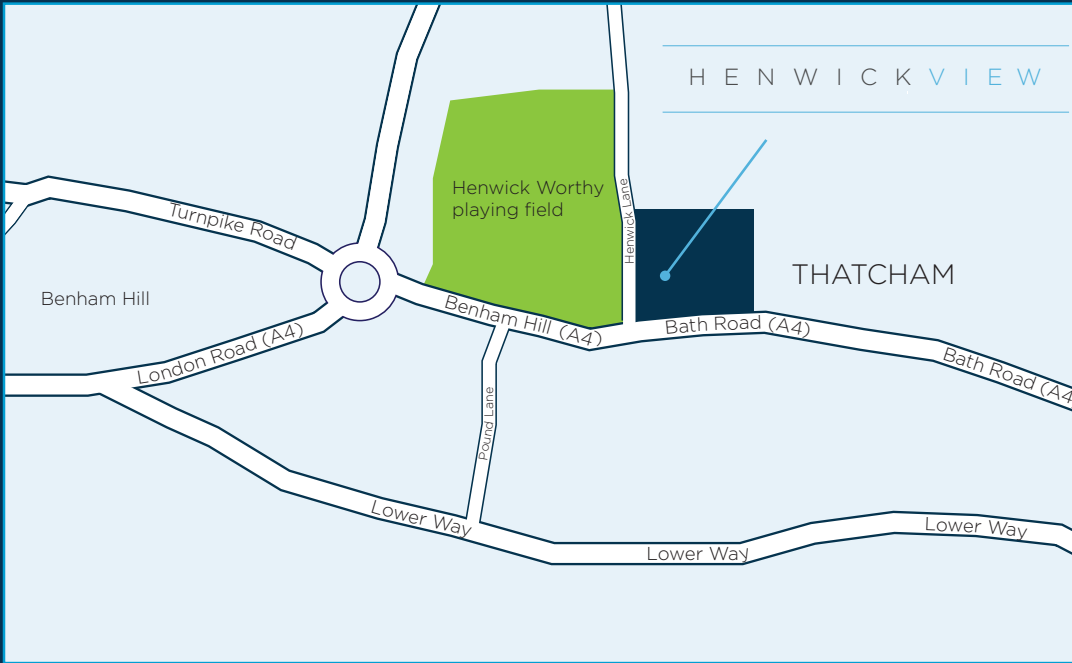 HENWICKVIEW
Henwick Worthy
playing field
Henwick Lane
Turnpike Road
THATCHAM
Benham Hill
Benham Hill (A4)
Bath Road (A4)
London Road (A4)
Bath Road (A4
Pound Lane
Lower Way
Lower Way
Lower Way